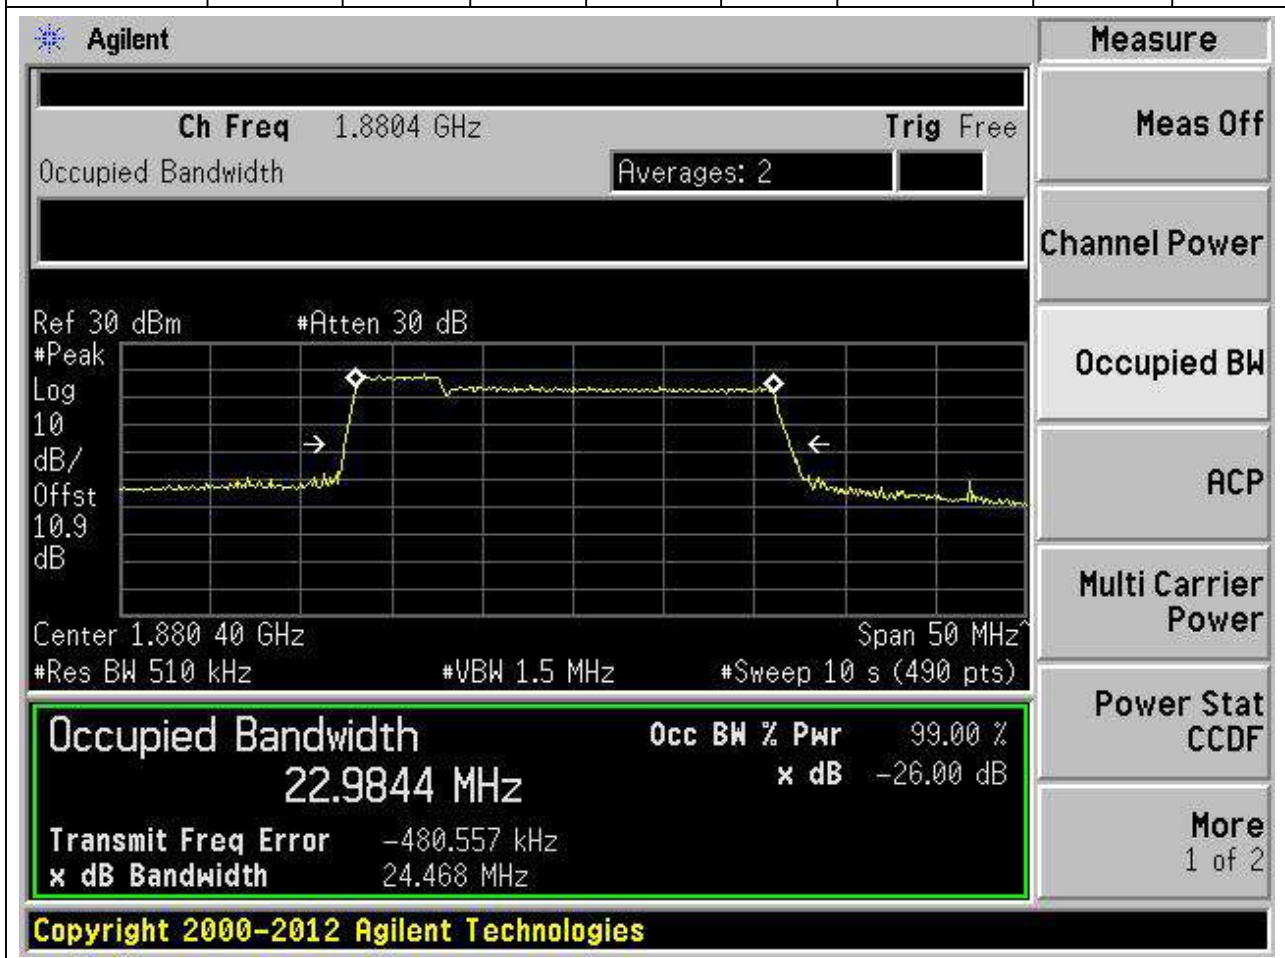 Agilent
Measure
Ch Freq 1.8804 GHz Trig Free
Occupied Bandwidth Averages: 2
Ref 30 dBm #Atten 30 dB
#Peak
Log
10
dB/
Offst
10.9
dB
Center 1.880 40 GHz Span 50 MHz^
#Res BW 510 kHz #VBW 1.5 MHz #Sweep 10 s (490 pts)
Occupied Bandwidth Occ BW % Pwr 99.00 %
22.9844 MHz x dB -26.00 dB
Transmit Freq Error -480.557 kHz
x dB Bandwidth 24.468 MHz
Meas Off
Channel Power
Occupied BW
ACP
Multi Carrier
Power
Power Stat
CCDF
More
1 of 2
Copyright 2000-2012 Agilent Technologies